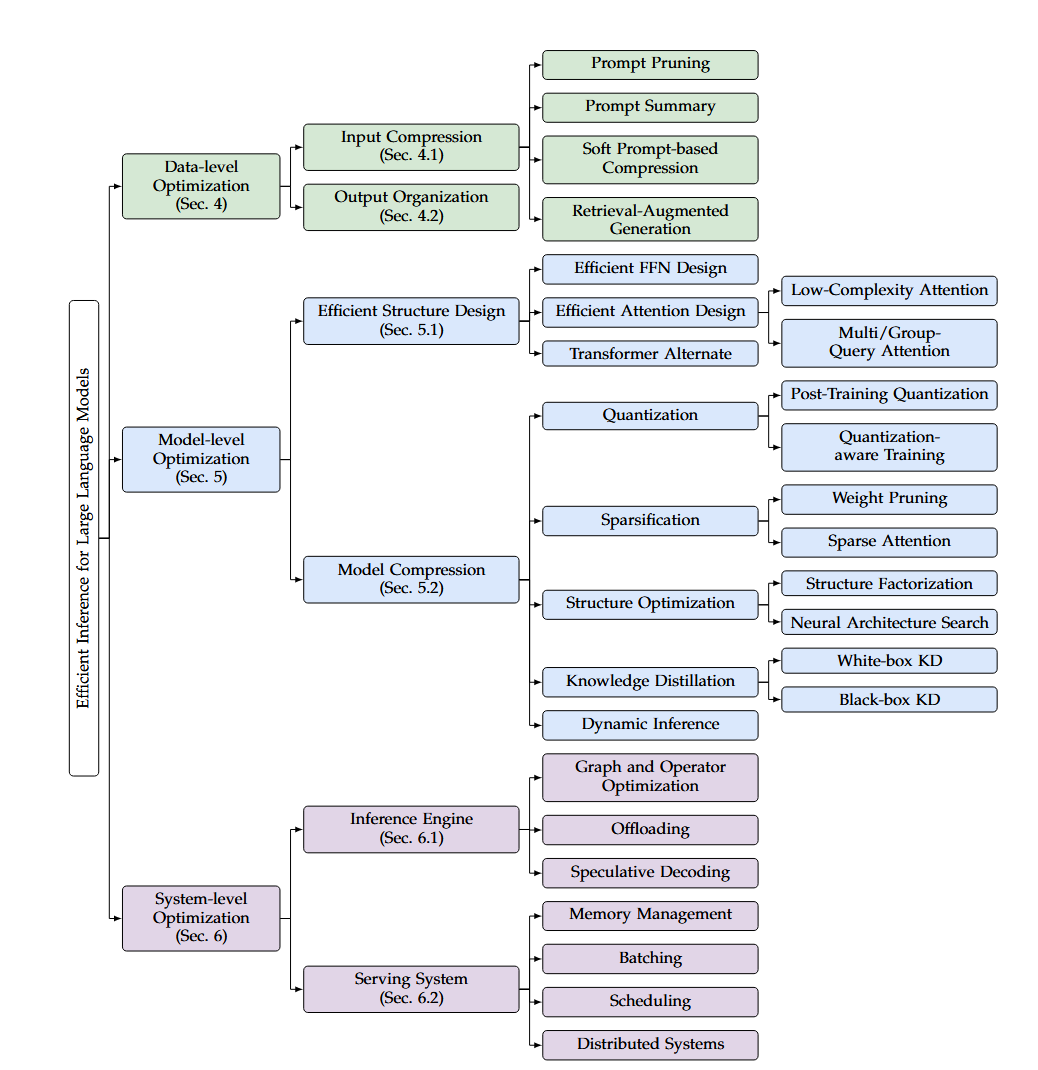 Efficient Inference for Large Language Models
Data-level
Optimization
(Sec. 4)
Input Compression
(Sec. 4.1)
Prompt Pruning
Prompt Summary
Soft Prompt-based
Compression
Retrieval-Augmented
Generation
Output Organization
(Sec. 4.2)
Model-level
Optimization
(Sec. 5)
Efficient Structure Design
(Sec. 5.1)
Efficient FFN Design
Efficient Attention Design
Low-Complexity Attention
Multi/Group-
Query Attention
Transformer Alternate
Model Compression
(Sec. 5.2)
Quantization
Post-Training Quantization
Quantization-
aware Training
Sparsification
Weight Pruning
Sparse Attention
Structure Optimization
Structure Factorization
Neural Architecture Search
Knowledge Distillation
White-box KD
Black-box KD
Dynamic Inference
System-level
Optimization
(Sec. 6)
Inference Engine
(Sec. 6.1)
Graph and Operator
Optimization
Offloading
Speculative Decoding
Serving System
(Sec. 6.2)
Memory Management
Batching
Scheduling
Distributed Systems